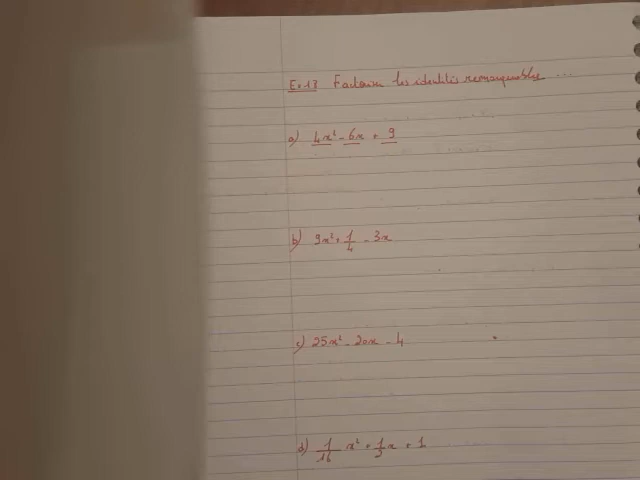 Ex 13 Factoriser les identités remarquables ...
a) 4x² - 6x + 9
b) 9x² + 1/4 - 3x
c) 25x² - 20x - 4
d) 1/16 x² + 1/2 x + 1